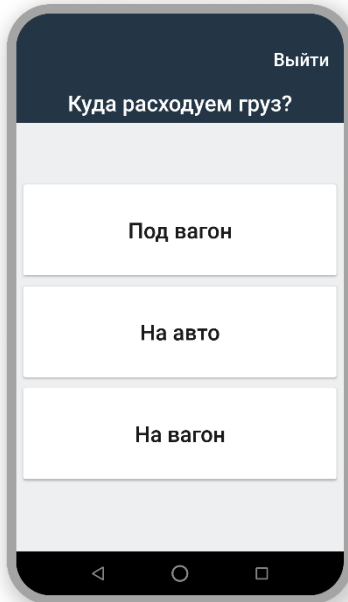 Выйти
Куда расходуем груз?
Под вагон
На авто
На вагон